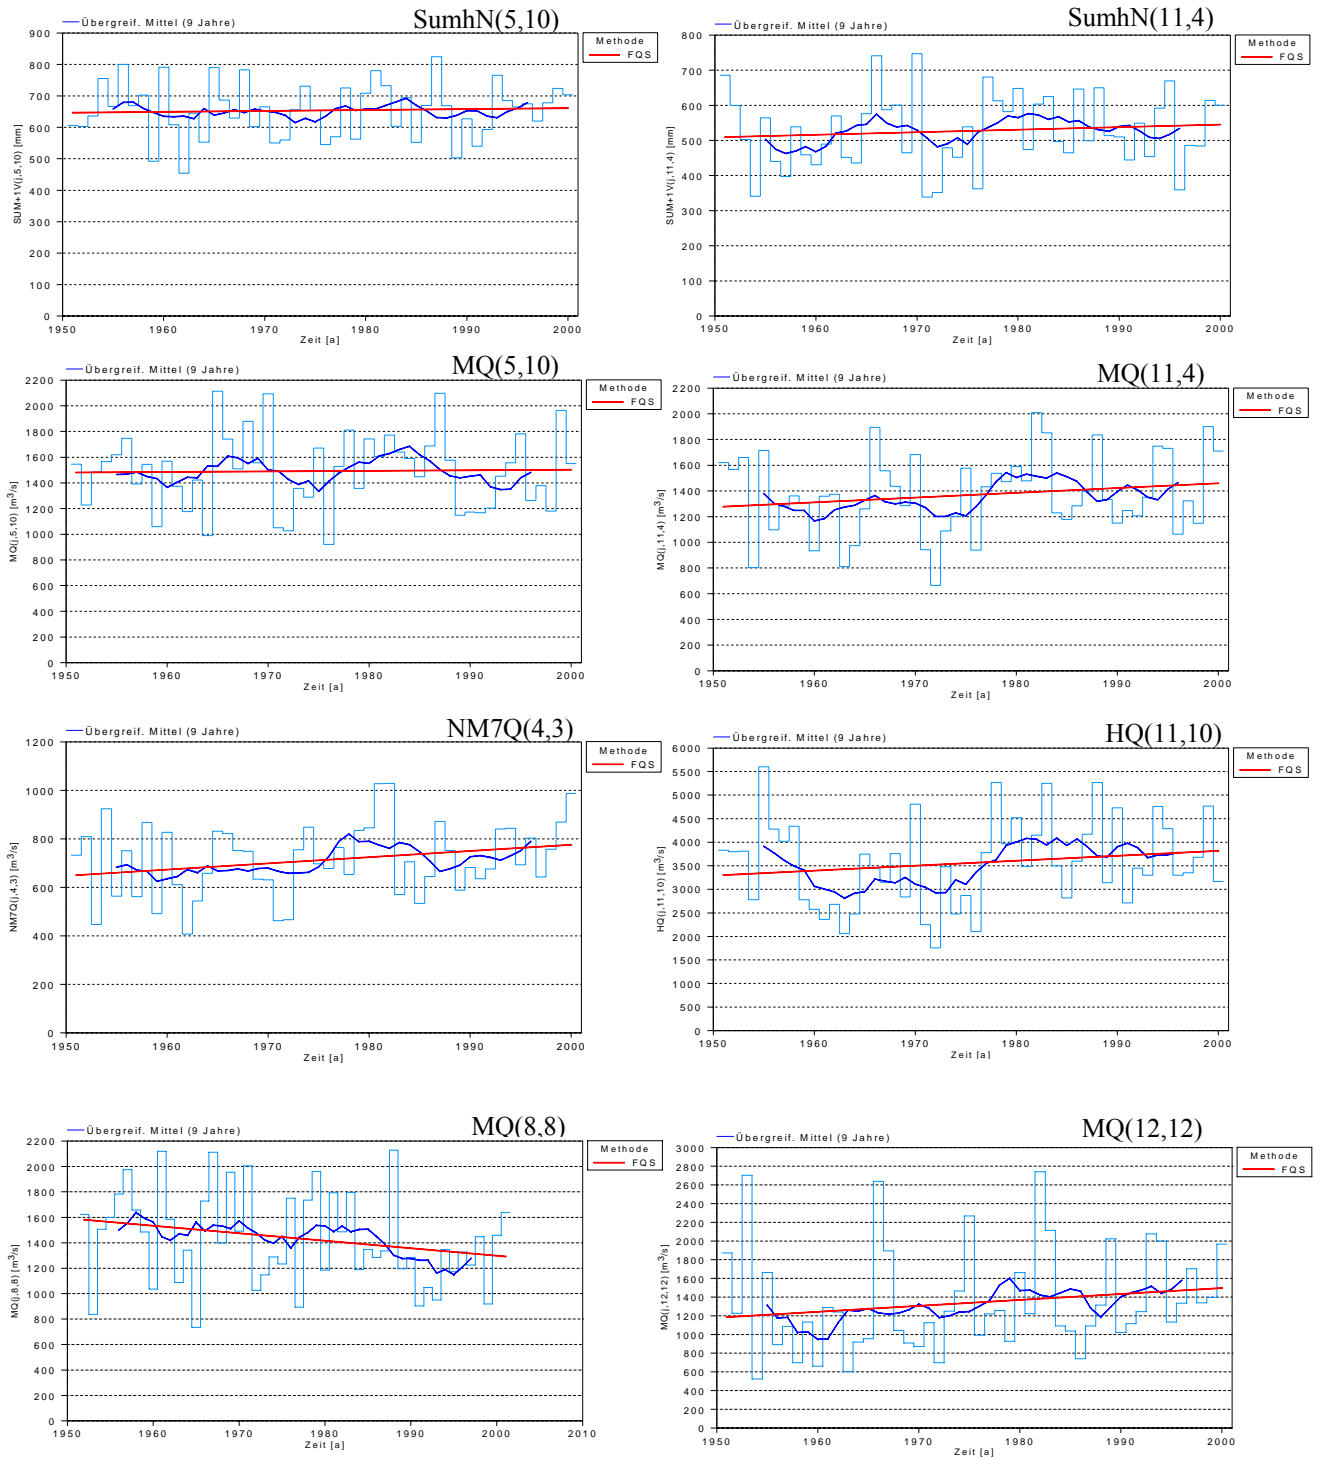 SumhN(5,10)
Übergreif. Mittel (9 Jahre)
Methode
FQS
SUM+1V(j,5,10) [mm]
900
800
700
600
500
400
300
200
100
0
1950
1960
1970
1980
1990
2000
Zeit [a]
SumhN(11,4)
Übergreif. Mittel (9 Jahre)
Methode
FQS
SUM+1V(j,11,4) [mm]
800
700
600
500
400
300
200
100
0
1950
1960
1970
1980
1990
2000
Zeit [a]
MQ(5,10)
Übergreif. Mittel (9 Jahre)
Methode
FQS
MQ(j,5,10) [m³/s]
2200
2000
1800
1600
1400
1200
1000
800
600
400
200
0
1950
1960
1970
1980
1990
2000
Zeit [a]
MQ(11,4)
Übergreif. Mittel (9 Jahre)
Methode
FQS
MQ(j,11,4) [m³/s]
2200
2000
1800
1600
1400
1200
1000
800
600
400
200
0
1950
1960
1970
1980
1990
2000
Zeit [a]
NM7Q(4,3)
Übergreif. Mittel (9 Jahre)
Methode
FQS
NM7Q(j,4,3) [m³/s]
1200
1000
800
600
400
200
0
1950
1960
1970
1980
1990
2000
Zeit [a]
HQ(11,10)
Übergreif. Mittel (9 Jahre)
Methode
FQS
HQ(j,11,10) [m³/s]
6000
5500
5000
4500
4000
3500
3000
2500
2000
1500
1000
500
0
1950
1960
1970
1980
1990
2000
Zeit [a]
MQ(8,8)
Übergreif. Mittel (9 Jahre)
Methode
FQS
MQ(j,8,8) [m³/s]
2200
2000
1800
1600
1400
1200
1000
800
600
400
200
0
1950
1960
1970
1980
1990
2000
2010
Zeit [a]
MQ(12,12)
Übergreif. Mittel (9 Jahre)
Methode
FQS
MQ(j,12,12) [m³/s]
3000
2800
2600
2400
2200
2000
1800
1600
1400
1200
1000
800
600
400
200
0
1950
1960
1970
1980
1990
2000
Zeit [a]